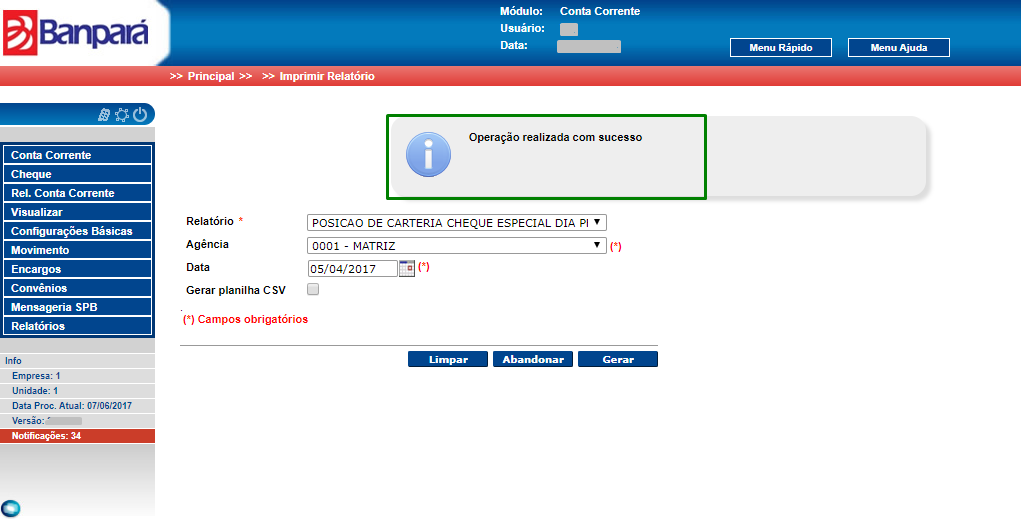 Banpará
Módulo: Conta Corrente
Usuário:
Data:
Menu Rápido
Menu Ajuda
>> Principal >> >> Imprimir Relatório
Conta Corrente
Cheque
Rel. Conta Corrente
Visualizar
Configurações Básicas
Movimento
Encargos
Convênios
Mensageria SPB
Relatórios
Info
Empresa: 1
Unidade: 1
Data Proc. Atual: 07/06/2017
Versão:
Notificações: 34
Operação realizada com sucesso
Relatório * POSICAO DE CARTERIA CHEQUE ESPECIAL DIA
Agência 0001 - MATRIZ (*)
Data 05/04/2017 (*)
Gerar planilha CSV
(*) Campos obrigatórios
Limpar Abandonar Gerar